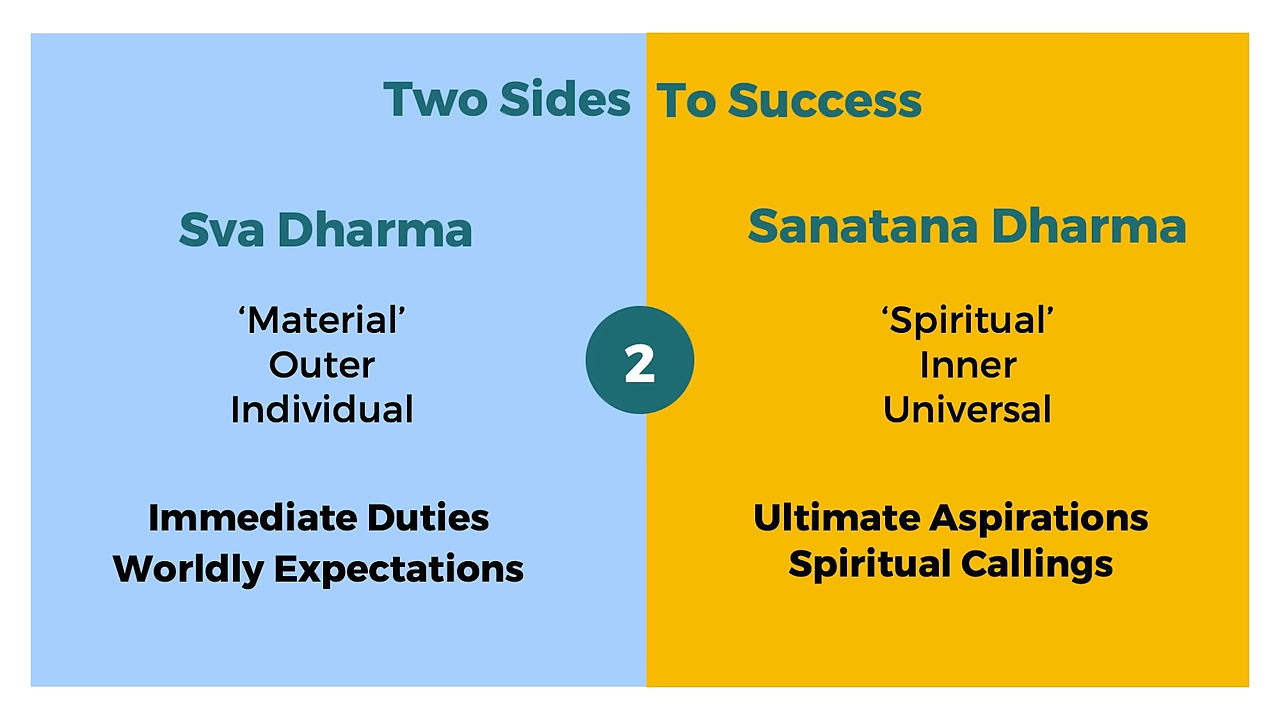 Two Sides To Success
Sva Dharma
‘Material’
Outer
Individual
Immediate Duties
Worldly Expectations
2
Sanatana Dharma
‘Spiritual’
Inner
Universal
Ultimate Aspirations
Spiritual Callings